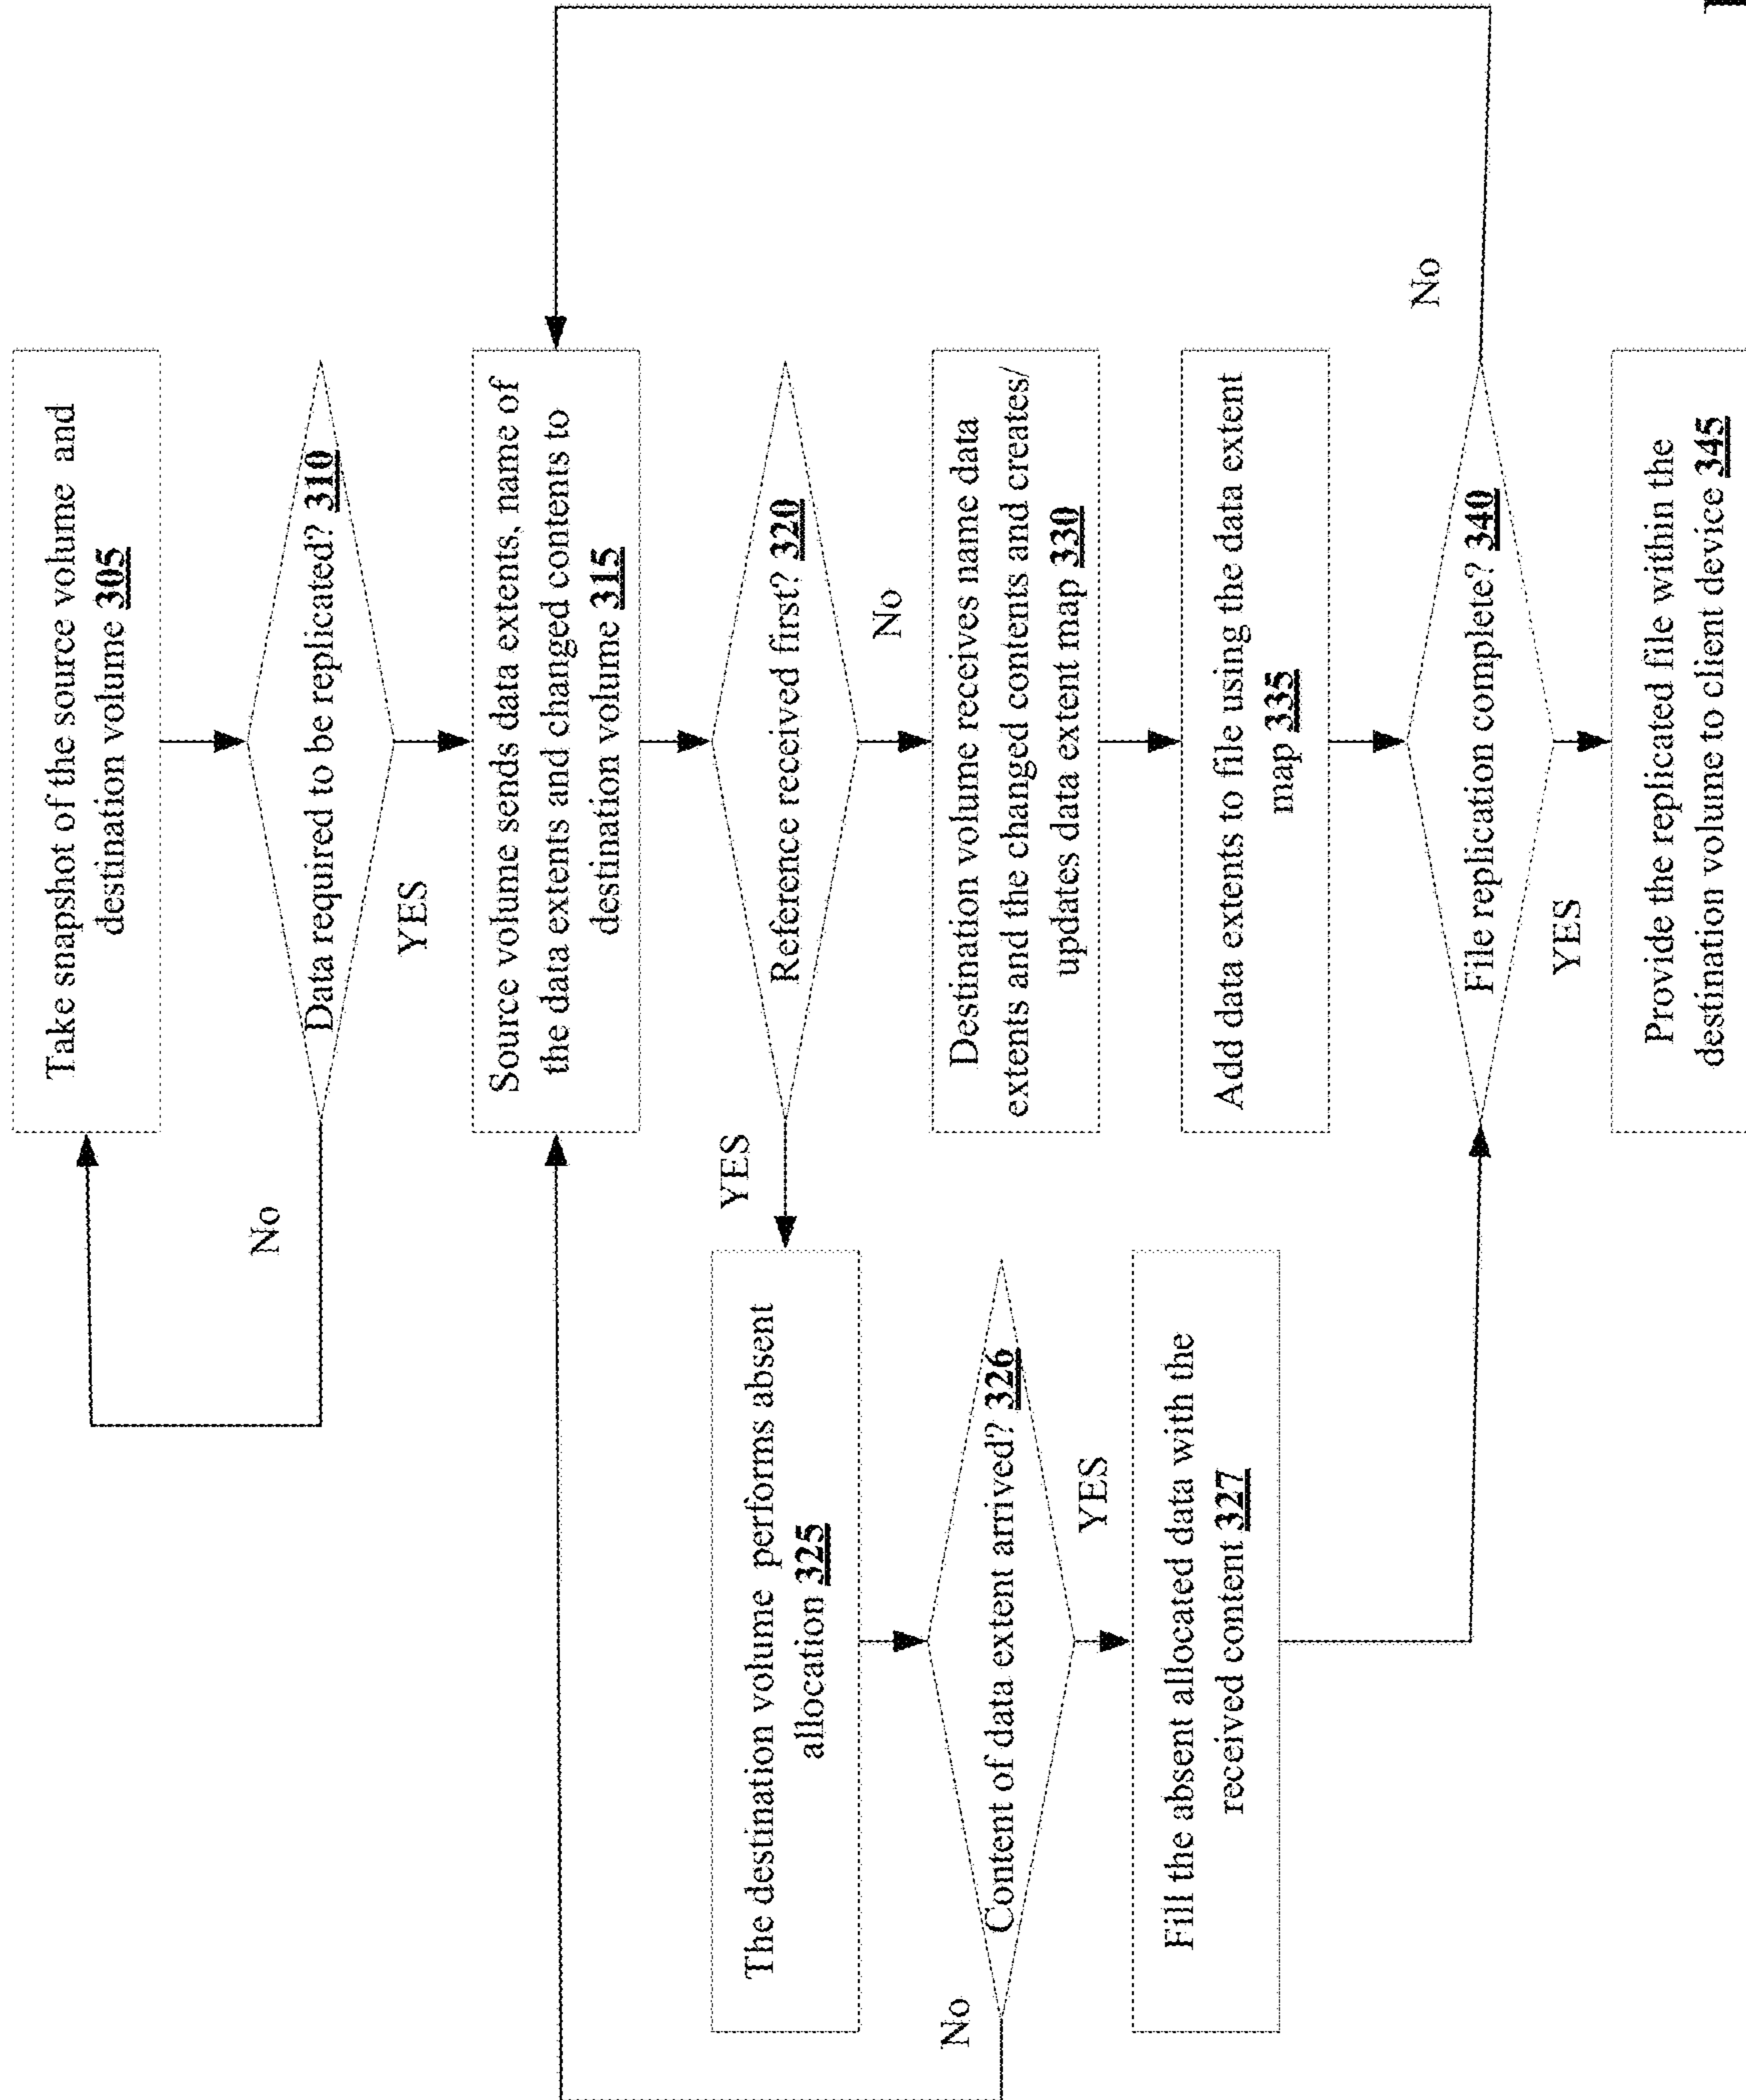 Take snapshot of the source volume and
destination volume 305
Data required to be replicated? 310
No
YES
Source volume sends data extents, name of
the data extents and changed contents to
destination volume 315
Reference received first? 320
YES
No
The destination volume performs absent
allocation 325
Content of data extent arrived? 326
No
YES
Fill the absent allocated data with the
received content 327
Destination volume receives name data
extents and the changed contents and creates/
updates data extent map 330
Add data extents to file using the data extent
map 335
File replication complete? 340
No
YES
Provide the replicated file within the
destination volume to client device 345